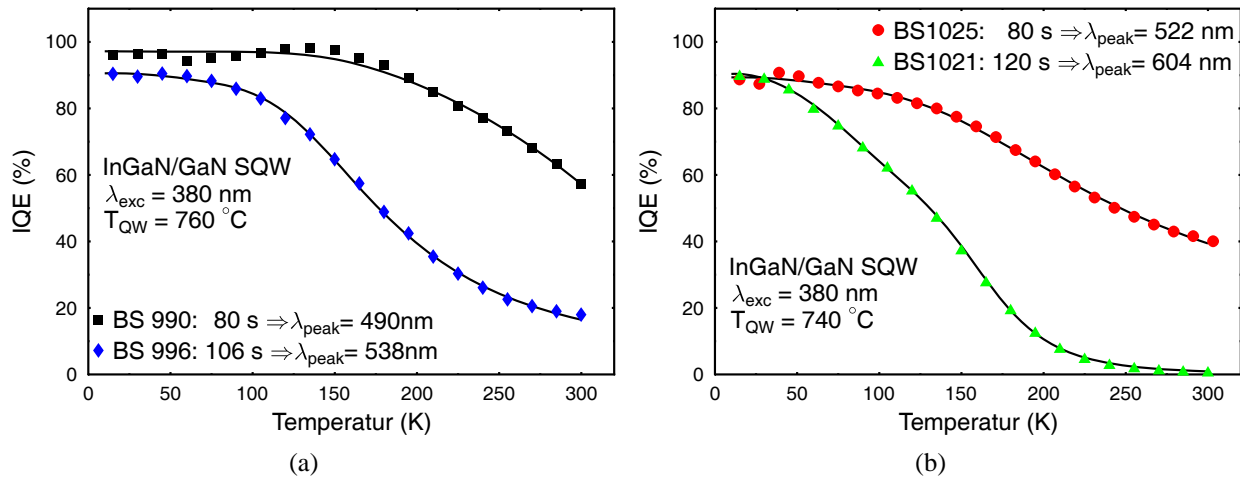 100
80
60
40
20
0
IQE (%)
InGaN/GaN SQW
λexc = 380 nm
TQW = 760 °C
BS 990: 80 s ⇒λpeak= 490nm
BS 996: 106 s ⇒λpeak= 538nm
0 50 100 150 200 250 300
Temperatur (K)
(a)
BS1025: 80 s ⇒λpeak= 522 nm
BS1021: 120 s ⇒λpeak= 604 nm
100
80
60
40
20
0
IQE (%)
InGaN/GaN SQW
λexc = 380 nm
TQW = 740 °C
0 50 100 150 200 250 300
Temperatur (K)
(b)